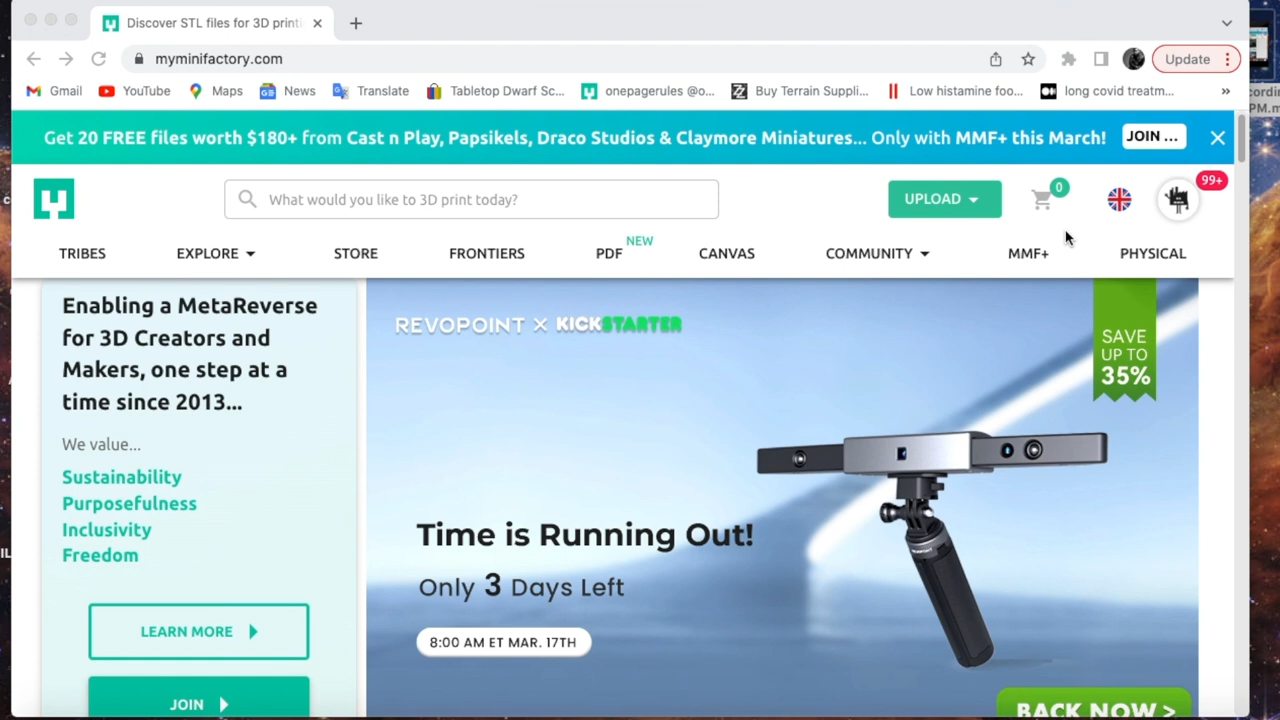 Discover STL files for 3D printi
myminifactory.com
Update
Gmail
YouTube
Maps
News
Translate
Tabletop Dwarf Sc...
onepagerules @o...
Buy Terrain Suppli...
Low histamine foo...
long covid treatm...
Get 20 FREE files worth $180+ from Cast n Play, Papsikels, Draco Studios & Claymore Miniatures... Only with MMF+ this March!
JOIN ...
What would you like to 3D print today?
UPLOAD
0
99+
TRIBES
EXPLORE
STORE
FRONTIERS
PDF
NEW
CANVAS
COMMUNITY
MMF+
PHYSICAL
Enabling a MetaReverse
for 3D Creators and
Makers, one step at a
time since 2013...
We value...
Sustainability
Purposefulness
Inclusivity
Freedom
LEARN MORE
JOIN
REVOPOINT X KICKSTARTER
SAVE
UP TO
35%
Time is Running Out!
Only 3 Days Left
8:00 AM ET MAR. 17TH
BACK NOW >